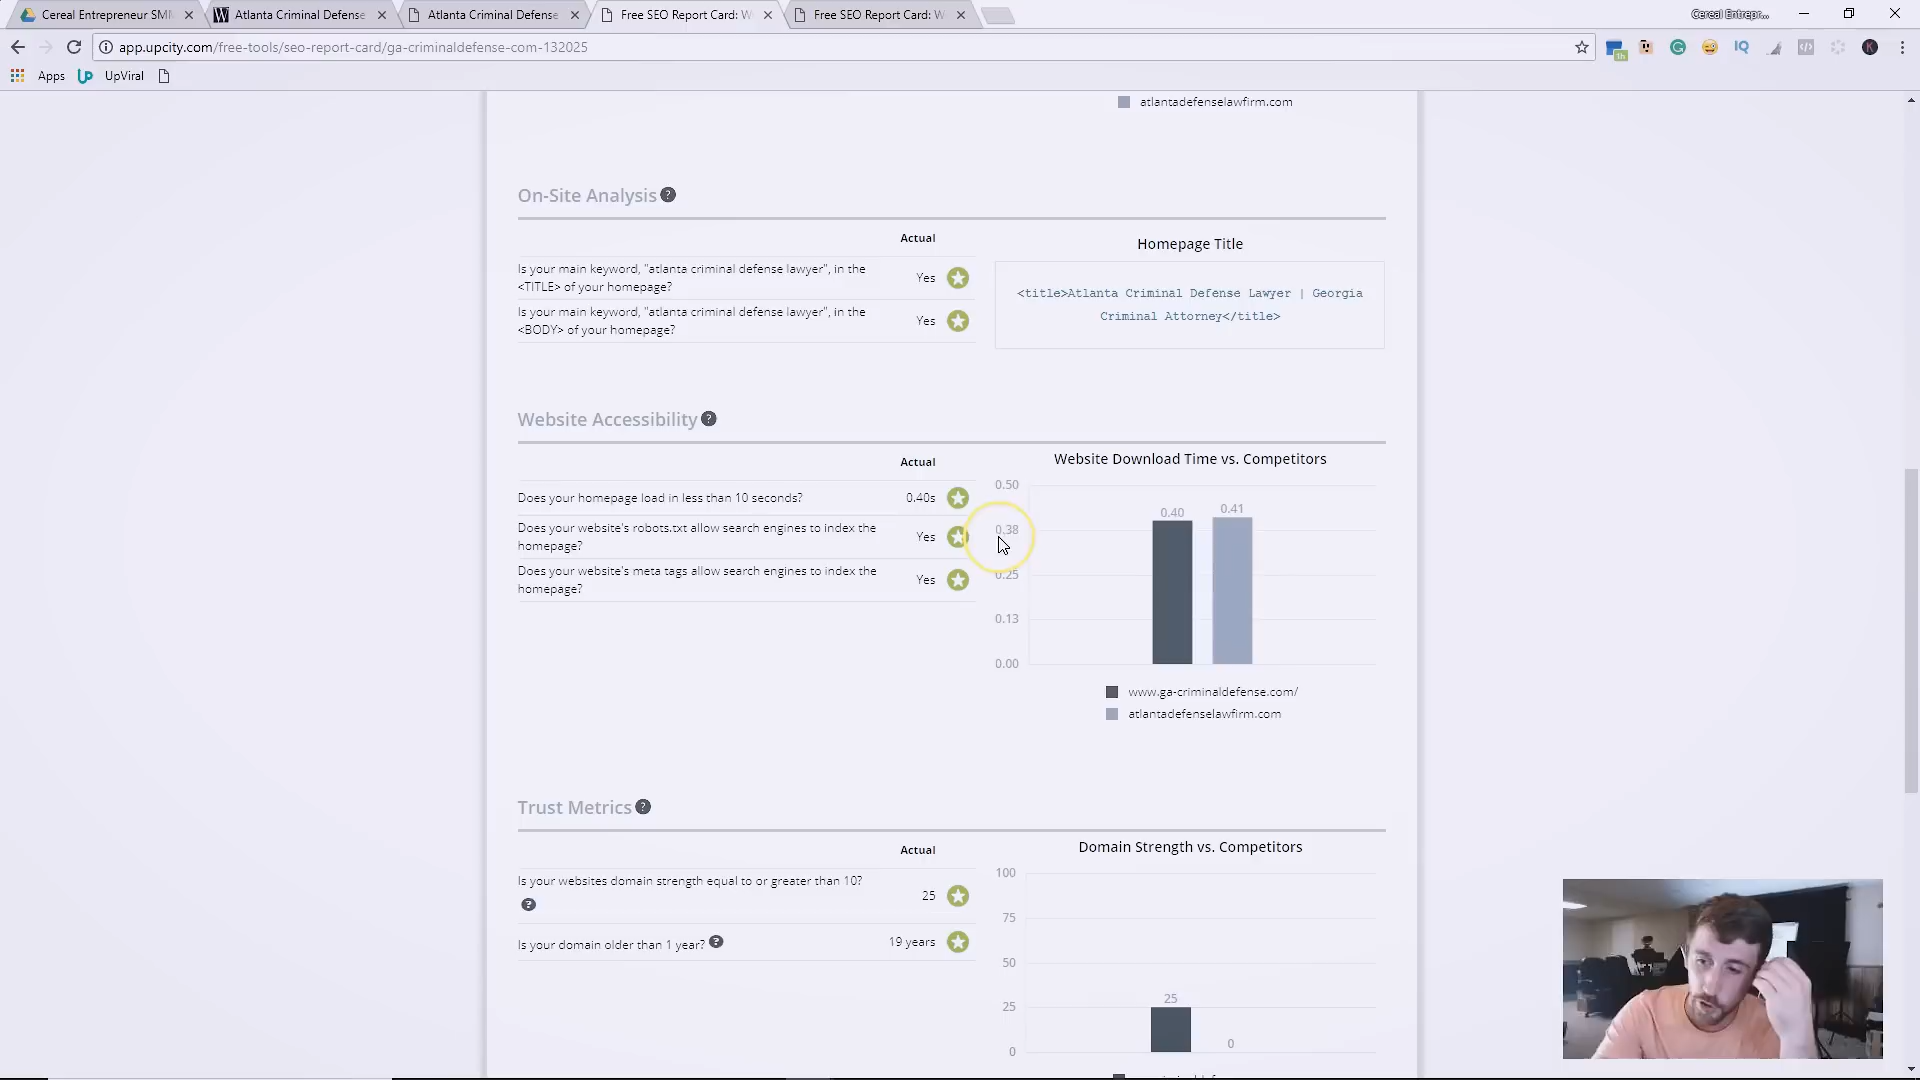 Cereal Entrepreneur SMM
Atlanta Criminal Defense
Atlanta Criminal Defense
Free SEO Report Card: W
Free SEO Report Card: W
Cereal Entrepr...
app.upcity.com/free-tools/seo-report-card/ga-criminaldefense-com-132025
Apps
UpViral
atlantadefenselawfirm.com
On-Site Analysis ?
Actual
Is your main keyword, "atlanta criminal defense lawyer", in the
<TITLE> of your homepage?
Yes
Is your main keyword, "atlanta criminal defense lawyer", in the
<BODY> of your homepage?
Yes
Homepage Title
<title>Atlanta Criminal Defense Lawyer | Georgia
Criminal Attorney</title>
Website Accessibility ?
Actual
Does your homepage load in less than 10 seconds?
0.40s
Does your website's robots.txt allow search engines to index the
homepage?
Yes
Does your website's meta tags allow search engines to index the
homepage?
Yes
Website Download Time vs. Competitors
0.50
0.38
0.25
0.13
0.00
0.40
0.41
www.ga-criminaldefense.com/
atlantadefenselawfirm.com
Trust Metrics ?
Actual
Is your websites domain strength equal to or greater than 10?
?
25
Is your domain older than 1 year? ?
19 years
Domain Strength vs. Competitors
100
75
50
25
0
25
0